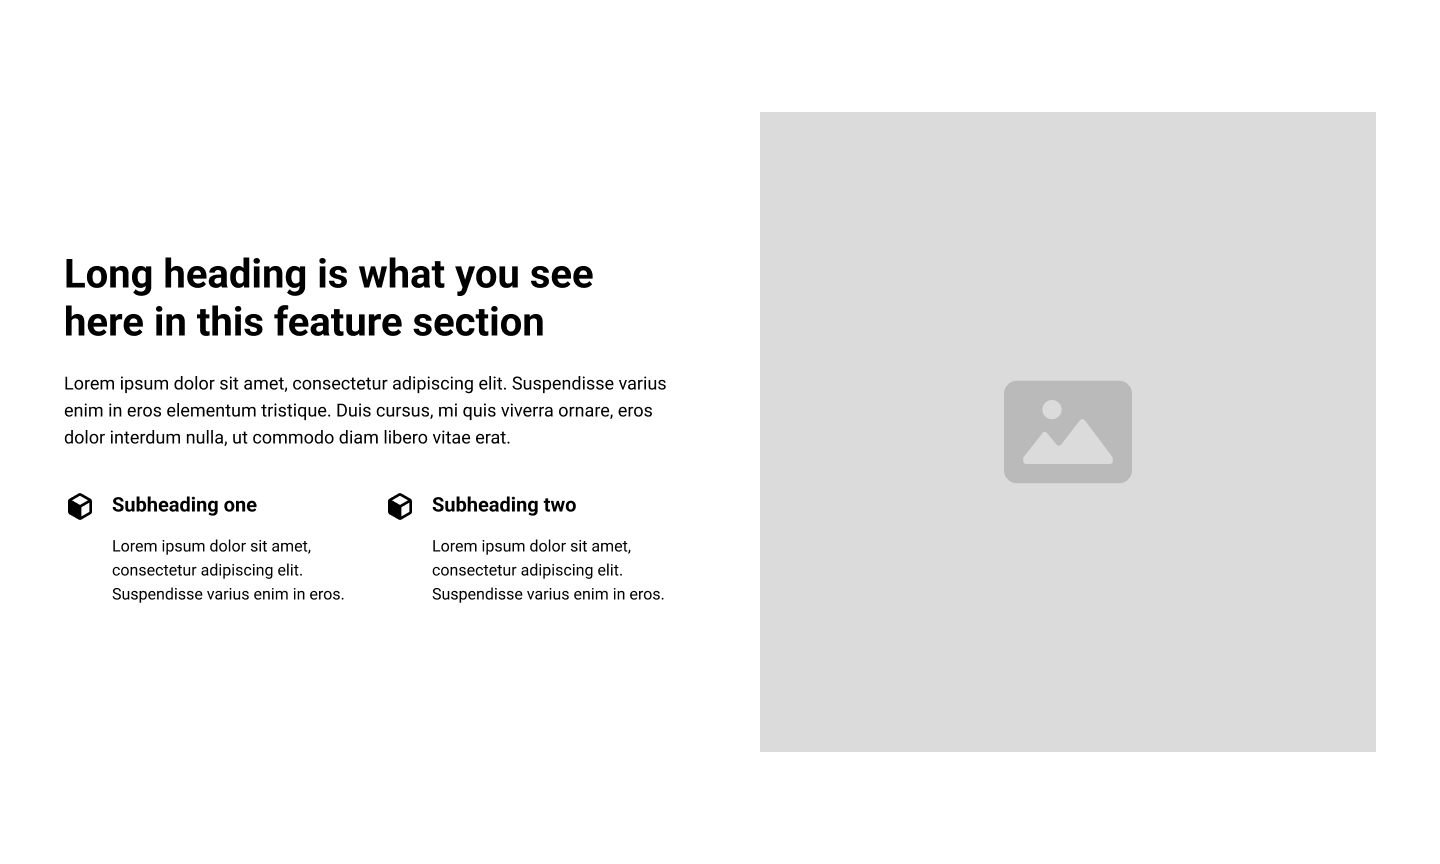 Long heading is what you see
here in this feature section
Lorem ipsum dolor sit amet, consectetur adipiscing elit. Suspendisse varius
enim in eros elementum tristique. Duis cursus, mi quis viverra ornare, eros
dolor interdum nulla, ut commodo diam libero vitae erat.
Subheading one
Lorem ipsum dolor sit amet,
consectetur adipiscing elit.
Suspendisse varius enim in eros.
Subheading two
Lorem ipsum dolor sit amet,
consectetur adipiscing elit.
Suspendisse varius enim in eros.